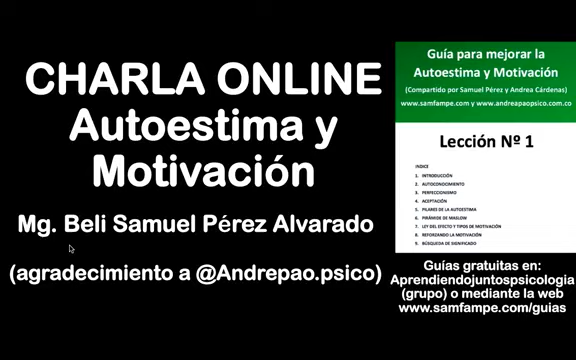 CHARLA ONLINE
Autoestima y
Motivación
Mg. Beli Samuel Pérez Alvarado
(agradecimiento a @Andrepao.psico)
Guía para mejorar la
Autoestima y Motivación
(Compartido por Samuel Pérez y Andrea Cárdenas)
www.samfampe.com y www.andreapaopsico.com.co
Lección Nº 1
INDICE
1. INTRODUCCIÓN
2. AUTOCONOCIMIENTO
3. PERFECCIONISMO
4. ACEPTACIÓN
5. PILARES DE LA AUTOESTIMA
6. PIRÁMIDE DE MASLOW
7. LEY DEL EFECTO Y TIPOS DE MOTIVACIÓN
8. REFORZANDO LA MOTIVACIÓN
9. BÚSQUEDA DE SIGNIFICADO
Guías gratuitas en:
Aprendiendojuntospsicologia
(grupo) o mediante la web
www.samfampe.com/guias